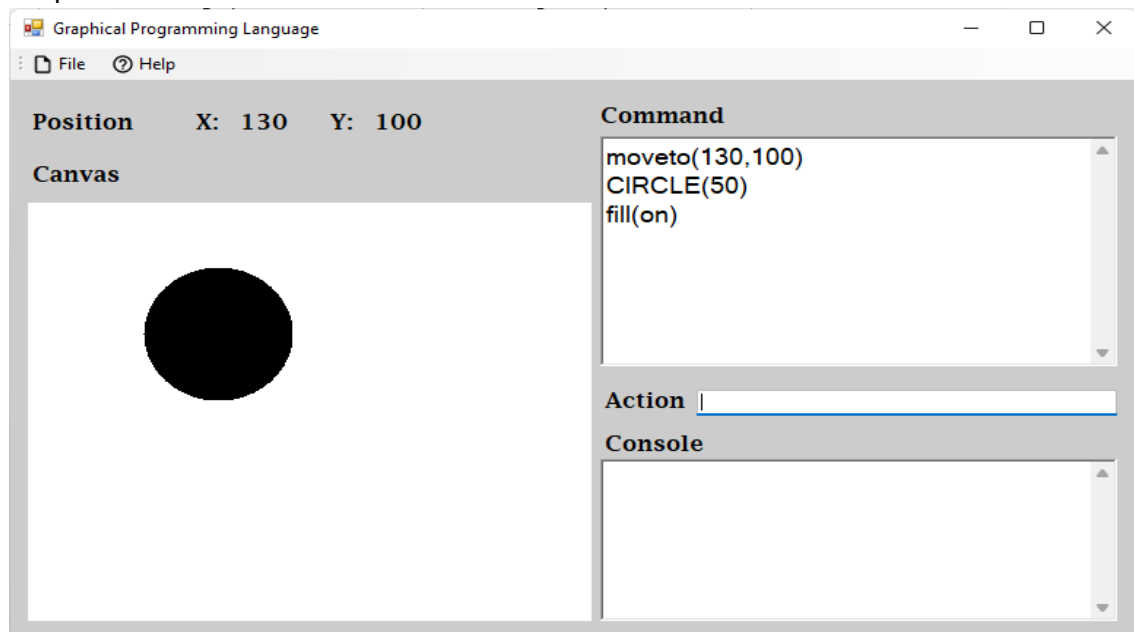 Graphical Programming Language
File Help
Position X: 130 Y: 100
Canvas
Command
moveto(130,100)
CIRCLE(50)
fill(on)
Action
Console